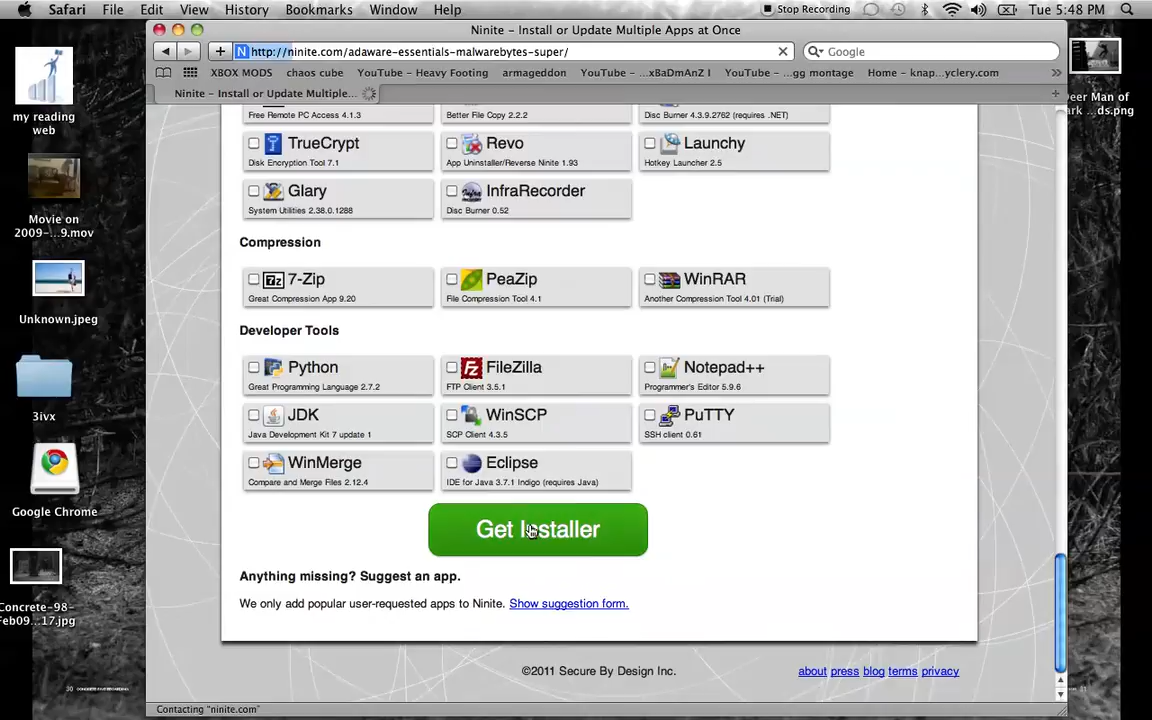 Safari File Edit View History Bookmarks Window Help Stop Recording Tue 5:48 PM
Ninite - Install or Update Multiple Apps at Once
http://ninite.com/adaware-essentials-malwarebytes-super/ Google
XBOX MODS chaos cube YouTube - Heavy Footing armageddon YouTube - ...xBaDmAnZ I YouTube - ...gg montage Home - knap...yclery.com
Ninite - Install or Update Multiple...
Free Remote PC Access 4.1.3 Better File Copy 2.2.2 Disc Burner 4.3.9.2762 (requires .NET)
TrueCrypt Revo Launchy
Disk Encryption Tool 7.1 App Uninstaller/Reverse Ninite 1.93 Hotkey Launcher 2.5
Glary InfraRecorder
System Utilities 2.38.0.1288 Disc Burner 0.52
Compression
7-Zip PeaZip WinRAR
Great Compression App 9.20 File Compression Tool 4.1 Another Compression Tool 4.01 (Trial)
Developer Tools
Python FileZilla Notepad++
Great Programming Language 2.7.2 FTP Client 3.5.1 Programmer's Editor 5.9.6
JDK WinSCP PuTTY
Java Development Kit 7 update 1 SCP Client 4.3.5 SSH client 0.61
WinMerge Eclipse
Compare and Merge Files 2.12.4 IDE for Java 3.7.1 Indigo (requires Java)
Get Installer
Anything missing? Suggest an app.
We only add popular user-requested apps to Ninite. Show suggestion form.
©2011 Secure By Design Inc. about press blog terms privacy
Contacting "ninite.com"
my reading
web
Movie on
2009-...9.mov
Unknown.jpeg
3ivx
Google Chrome
Concrete-98-
Feb09...17.jpg
Deer Man of
ark ...ds.png